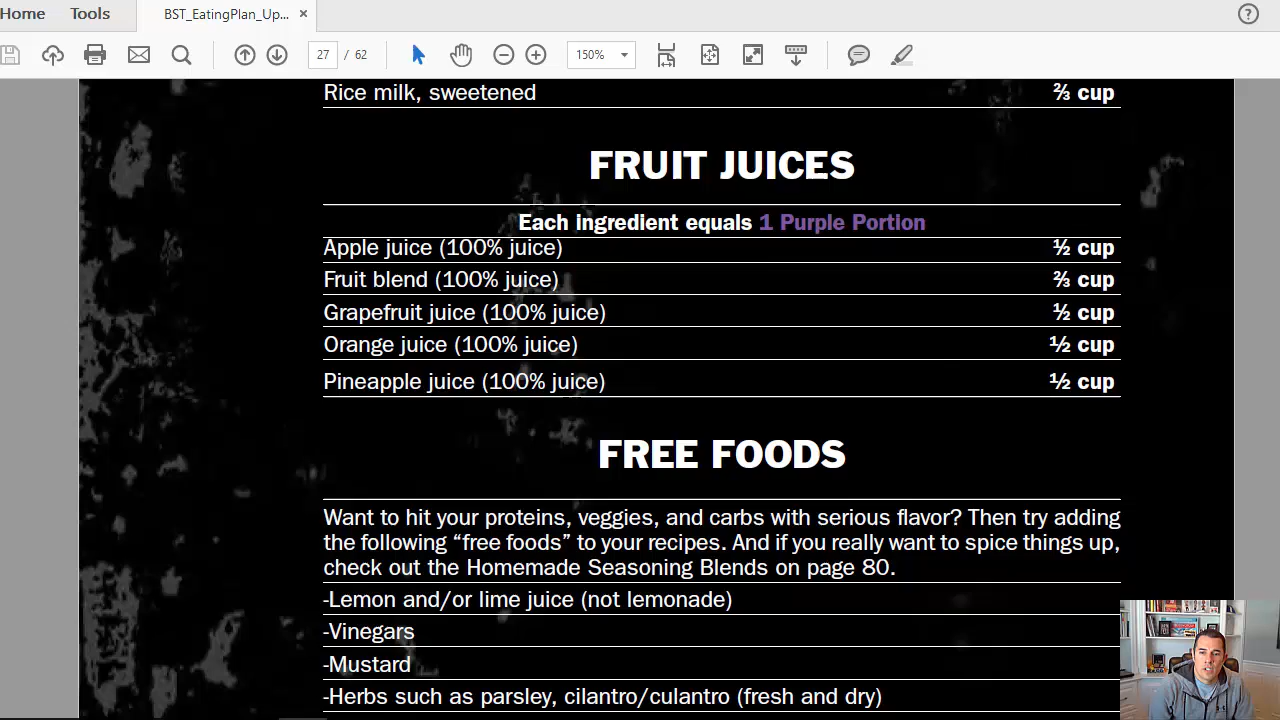 Home Tools BST_EatingPlan_Up... ×
27 / 62 150%
Rice milk, sweetened ⅔ cup
FRUIT JUICES
Each ingredient equals 1 Purple Portion
Apple juice (100% juice) ½ cup
Fruit blend (100% juice) ⅔ cup
Grapefruit juice (100% juice) ½ cup
Orange juice (100% juice) ½ cup
Pineapple juice (100% juice) ½ cup
FREE FOODS
Want to hit your proteins, veggies, and carbs with serious flavor? Then try adding
the following “free foods” to your recipes. And if you really want to spice things up,
check out the Homemade Seasoning Blends on page 80.
-Lemon and/or lime juice (not lemonade)
-Vinegars
-Mustard
-Herbs such as parsley, cilantro/culantro (fresh and dry)